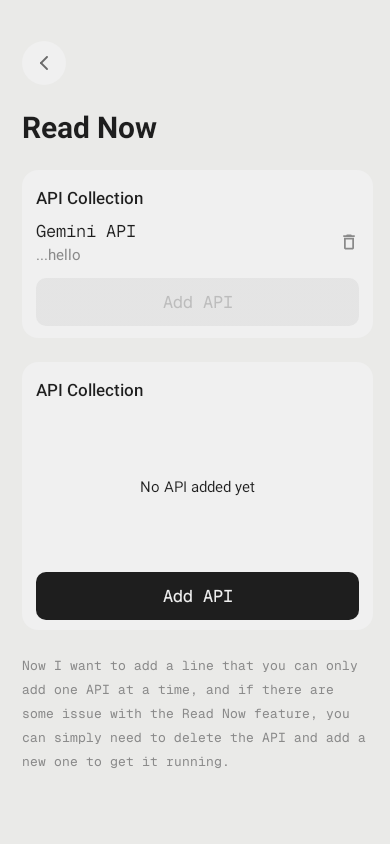 Read Now
API Collection
Gemini API
...hello
Add API
API Collection
No API added yet
Add API
Now I want to add a line that you can only
add one API at a time, and if there are
some issue with the Read Now feature, you
can simply need to delete the API and add a
new one to get it running.